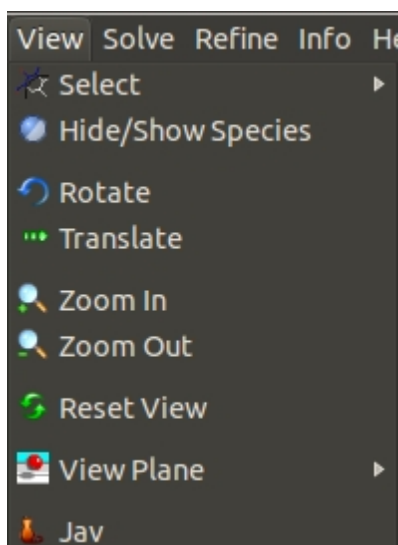 View Solve Refine Info
Select
Hide/Show Species
Rotate
Translate
Zoom In
Zoom Out
Reset View
View Plane
Jav